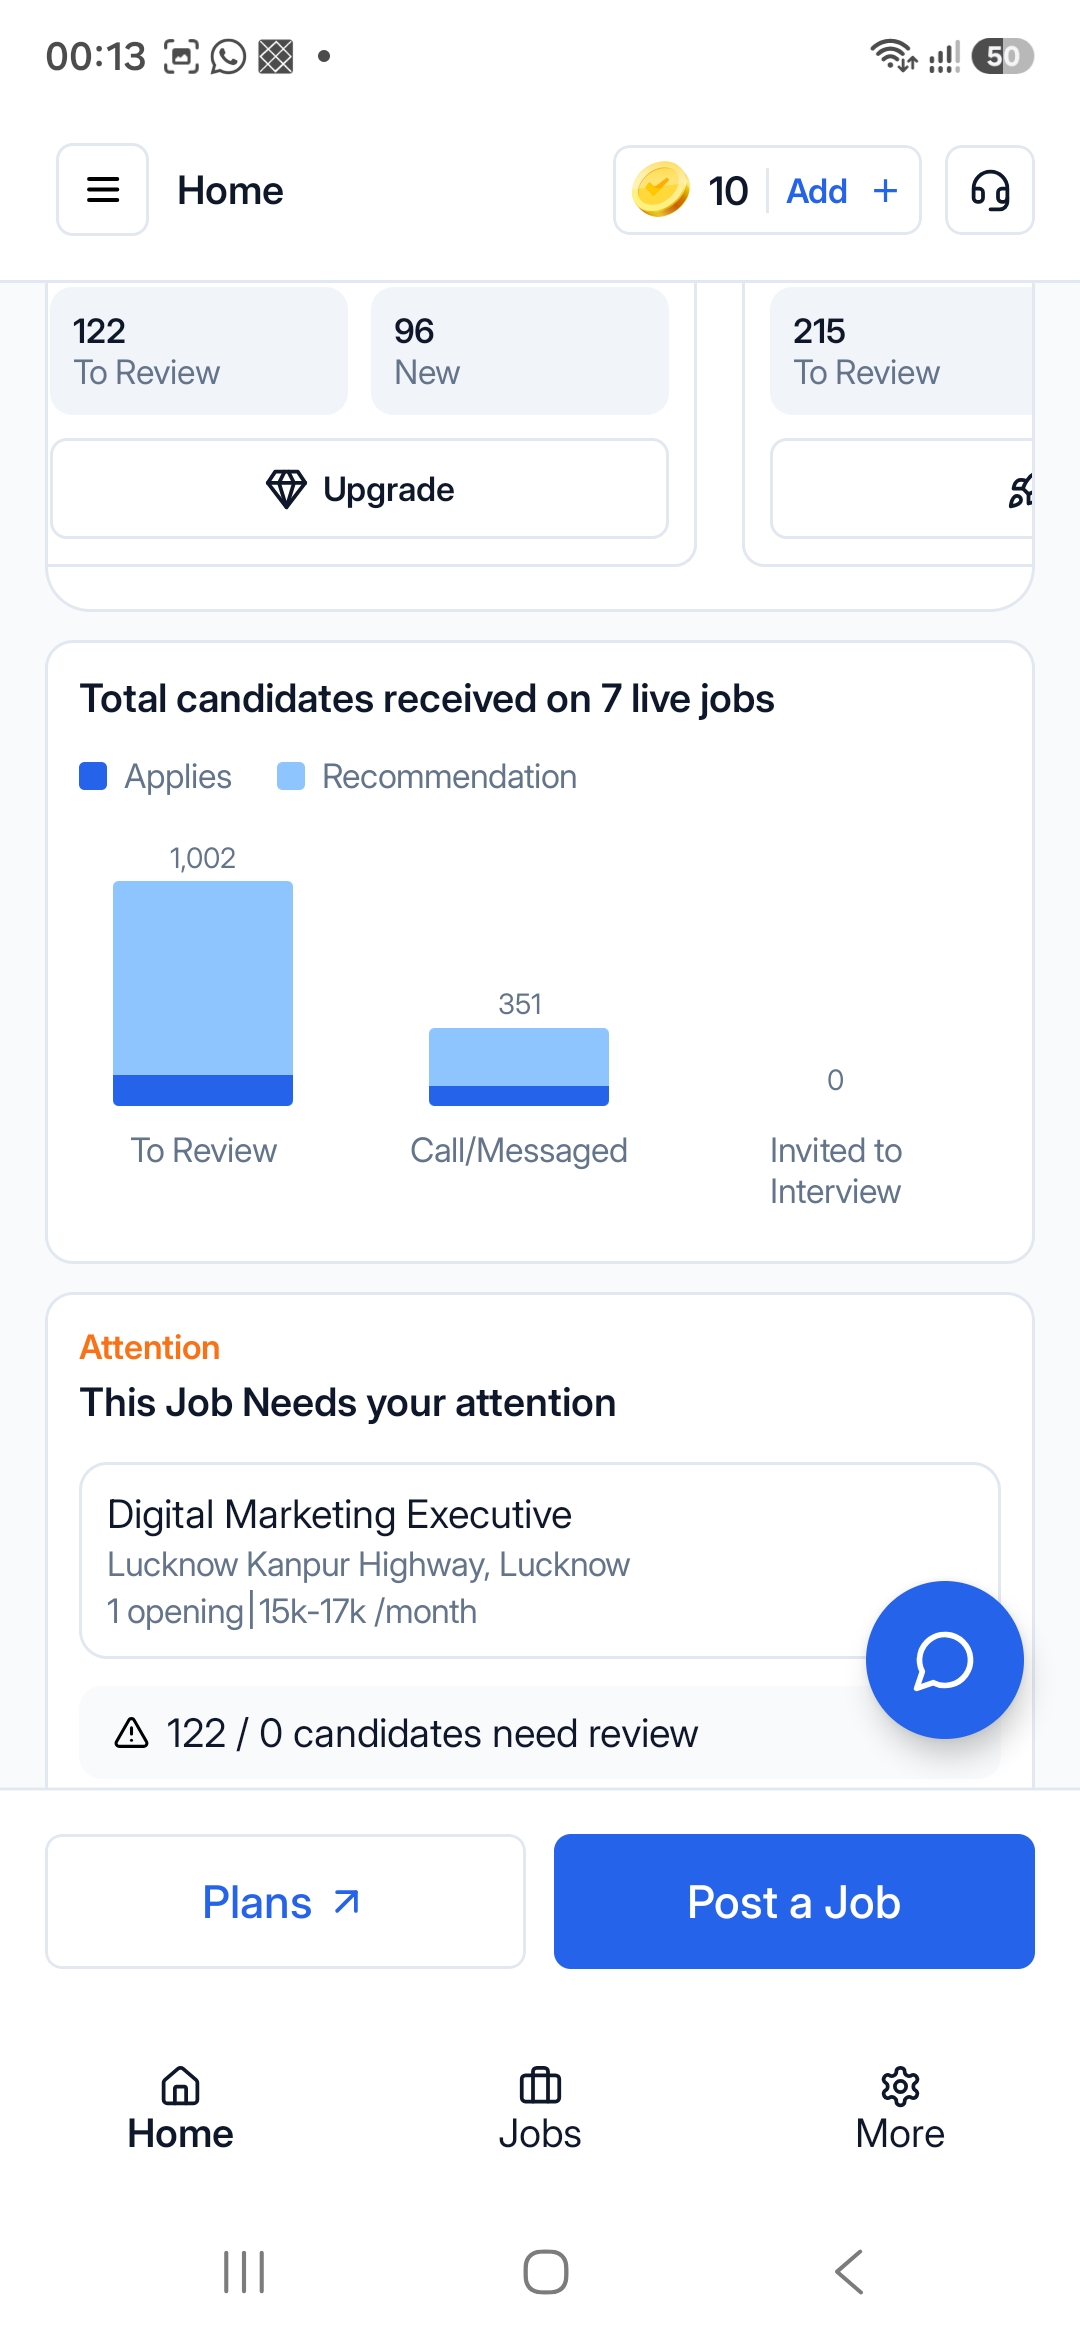 00:13
50
Home
10
Add +
122
To Review
96
New
215
To Review
Upgrade
Total candidates received on 7 live jobs
Applies
Recommendation
1,002
351
0
To Review
Call/Messaged
Invited to
Interview
Attention
This Job Needs your attention
Digital Marketing Executive
Lucknow Kanpur Highway, Lucknow
1 opening|15k-17k /month
122 / 0 candidates need review
Plans
Post a Job
Home
Jobs
More